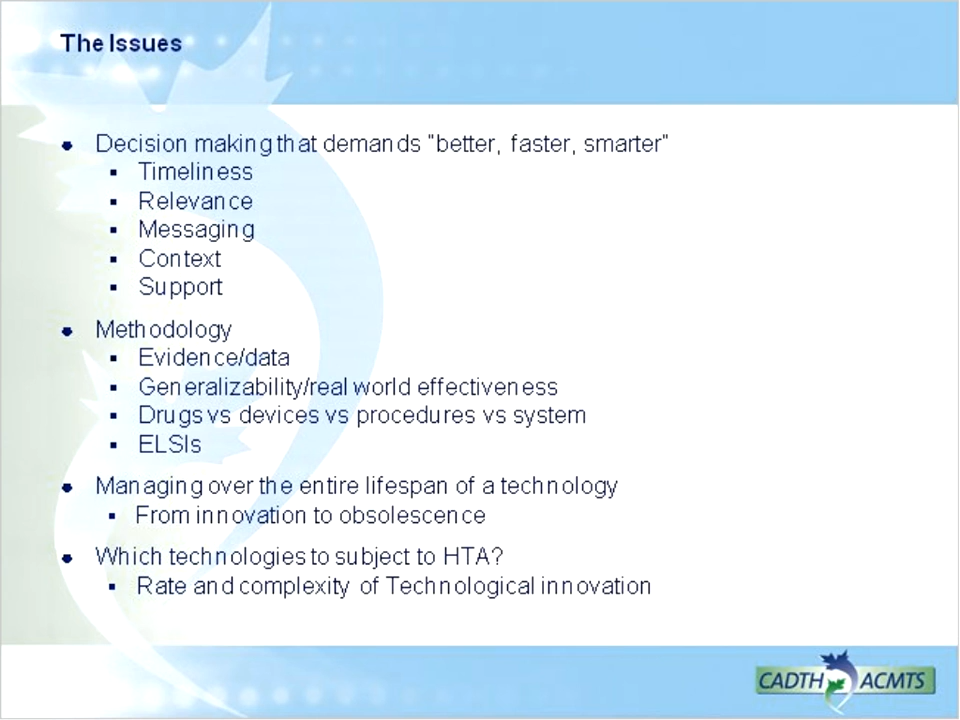 The Issues
● Decision making that demands "better, faster, smarter"
▪ Timeliness
▪ Relevance
▪ Messaging
▪ Context
▪ Support
● Methodology
▪ Evidence/data
▪ Generalizability/real world effectiveness
▪ Drugs vs devices vs procedures vs system
▪ ELSIs
● Managing over the entire lifespan of a technology
▪ From innovation to obsolescence
● Which technologies to subject to HTA?
▪ Rate and complexity of Technological innovation
CADTH ACMTS